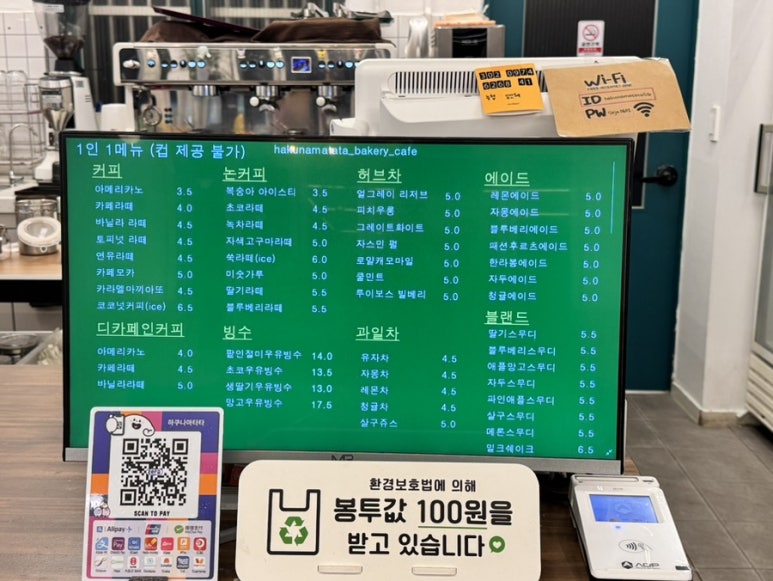 1인 1메뉴 (컵 제공 불가) hakunamatata_bakery_cafe
커피
아메리카노 3.5
카페라떼 4.0
바닐라 라떼 4.5
토피넛 라떼 4.5
연유라떼 4.5
카페모카 5.0
카라멜마끼아또 4.5
코코넛커피(ice) 6.5
디카페인커피
아메리카노 4.0
카페라떼 4.5
바닐라라떼 5.0
논커피
복숭아 아이스티 3.5
초코라떼 4.5
녹차라떼 4.5
자색고구마라떼 5.0
쑥라떼(ice) 6.0
미숫가루 5.0
딸기라떼 5.5
블루베리라떼 5.5
빙수
팥인절미우유빙수 14.0
초코우유빙수 13.5
생딸기우유빙수 13.0
망고우유빙수 17.5
허브차
얼그레이 리저브 5.0
피치우롱 5.0
그레이트화이트 5.0
자스민 펄 5.0
로얄캐모마일 5.0
쿨민트 5.0
루이보스 빌베리 5.0
과일차
유자차 4.5
자몽차 4.5
레몬차 4.5
청귤차 4.5
살구쥬스 5.0
에이드
레몬에이드 5.0
자몽에이드 5.0
블루베리에이드 5.0
패션후르츠에이드 5.0
한라봉에이드 5.0
자두에이드 5.0
청귤에이드 5.0
블랜드
딸기스무디 5.5
블루베리스무디 5.5
애플망고스무디 5.5
자두스무디 5.5
파인애플스무디 5.5
살구스무디 5.5
메론스무디 5.5
밀크쉐이크 6.5
Wi-Fi
ID hakunamatata
PW
하쿠나마타타
SCAN TO PAY
Alipay+
환경보호법에 의해
봉투값 100원을
받고 있습니다